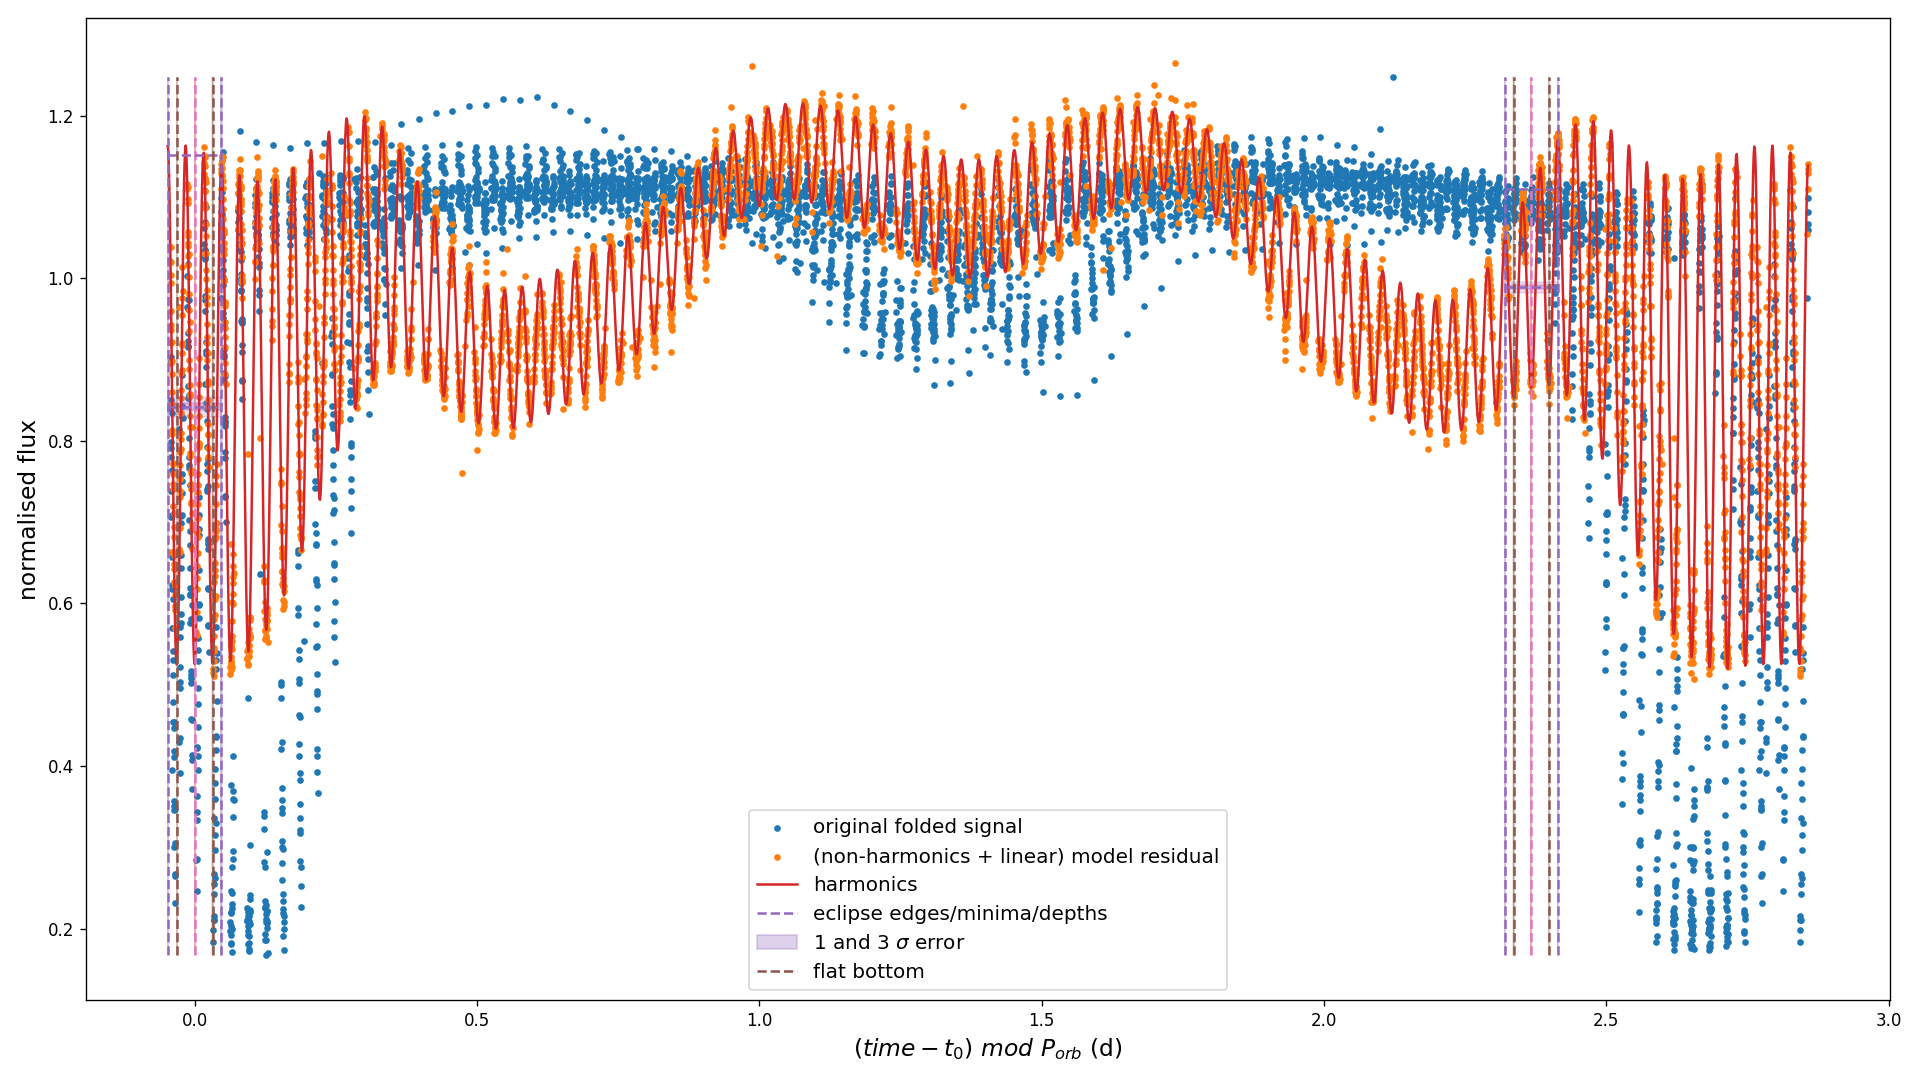 normalised flux
1.2
1.0
0.8
0.6
0.4
0.2
original folded signal
(non-harmonics + linear) model residual
harmonics
eclipse edges/minima/depths
1 and 3 σ error
flat bottom
0.0 0.5 1.0 1.5 2.0 2.5 3.0
(time − t₀) mod Pₒᵣb (d)